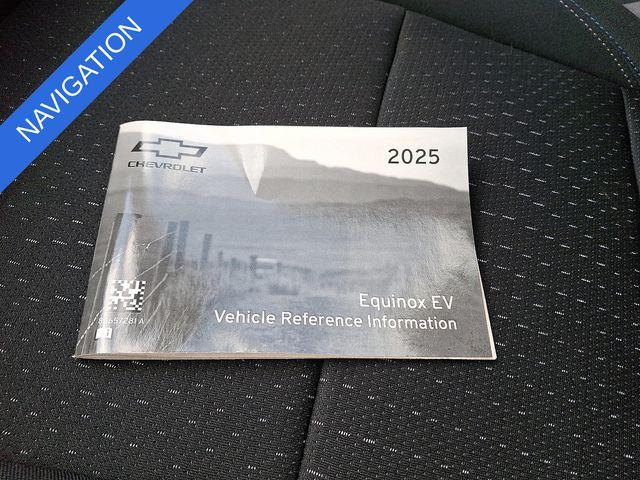 NAVIGATION
CHEVROLET
2025
Equinox EV
Vehicle Reference Information